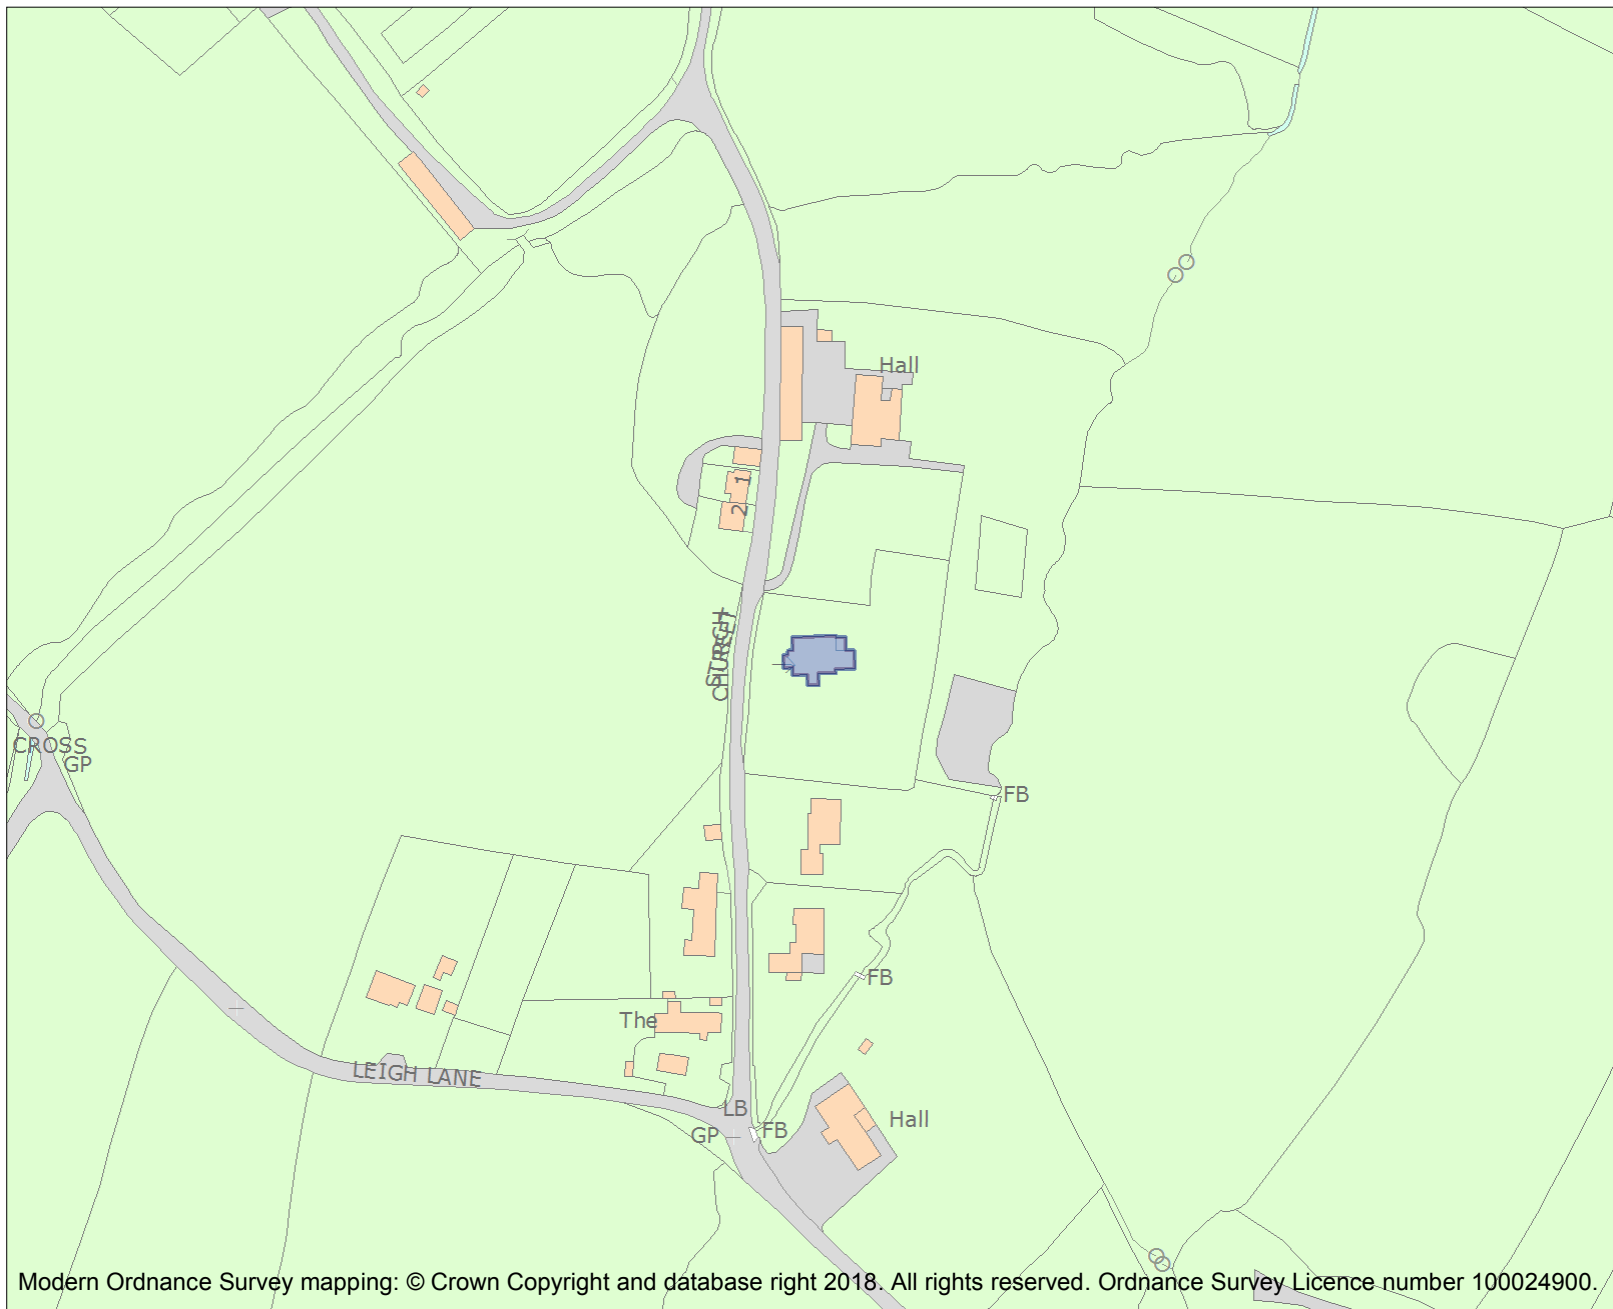 Hall
1
2
CHURCH
STREET
CROSS
GP
FB
FB
The
LEIGH LANE
LB
GP
FB
Hall
Modern Ordnance Survey mapping: © Crown Copyright and database right 2018. All rights reserved. Ordnance Survey Licence number 100024900.